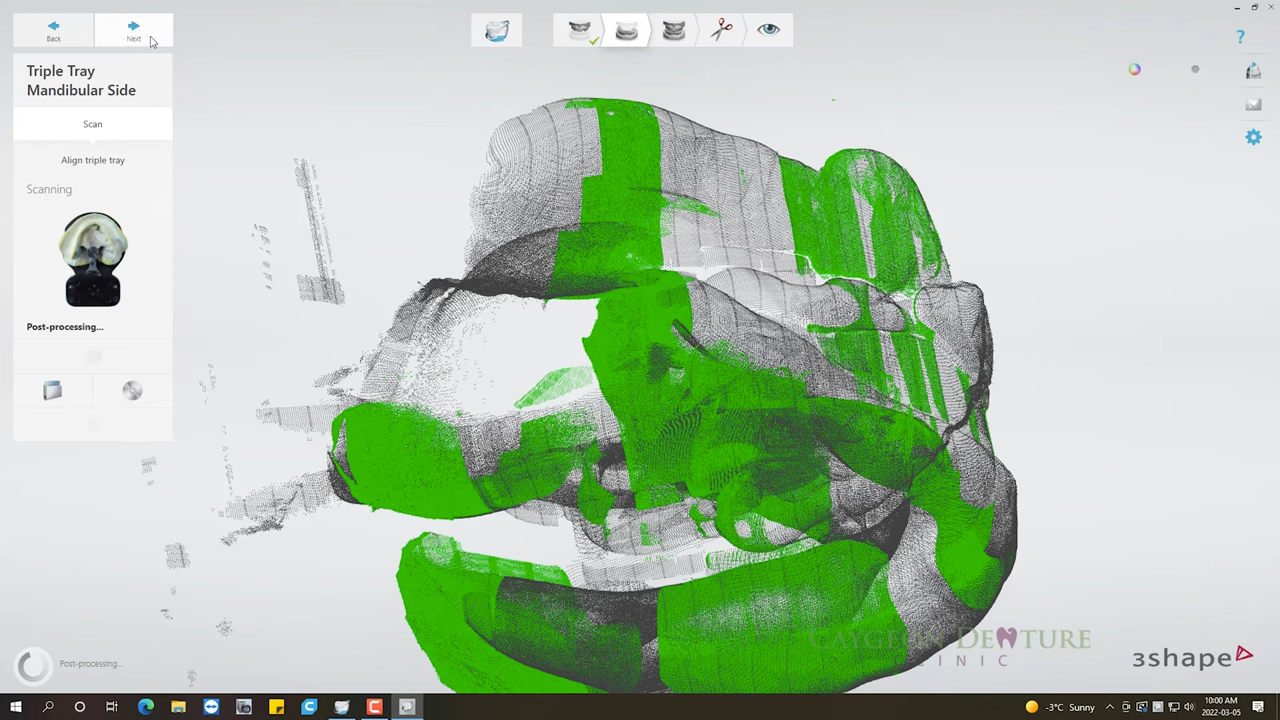 Back
Next
Triple Tray
Mandibular Side
Scan
Align triple tray
Scanning
Post-processing...
Post-processing...
CAYGEON DENTURE
CLINIC
3shape
-3°C Sunny
10:00 AM
2022-03-05